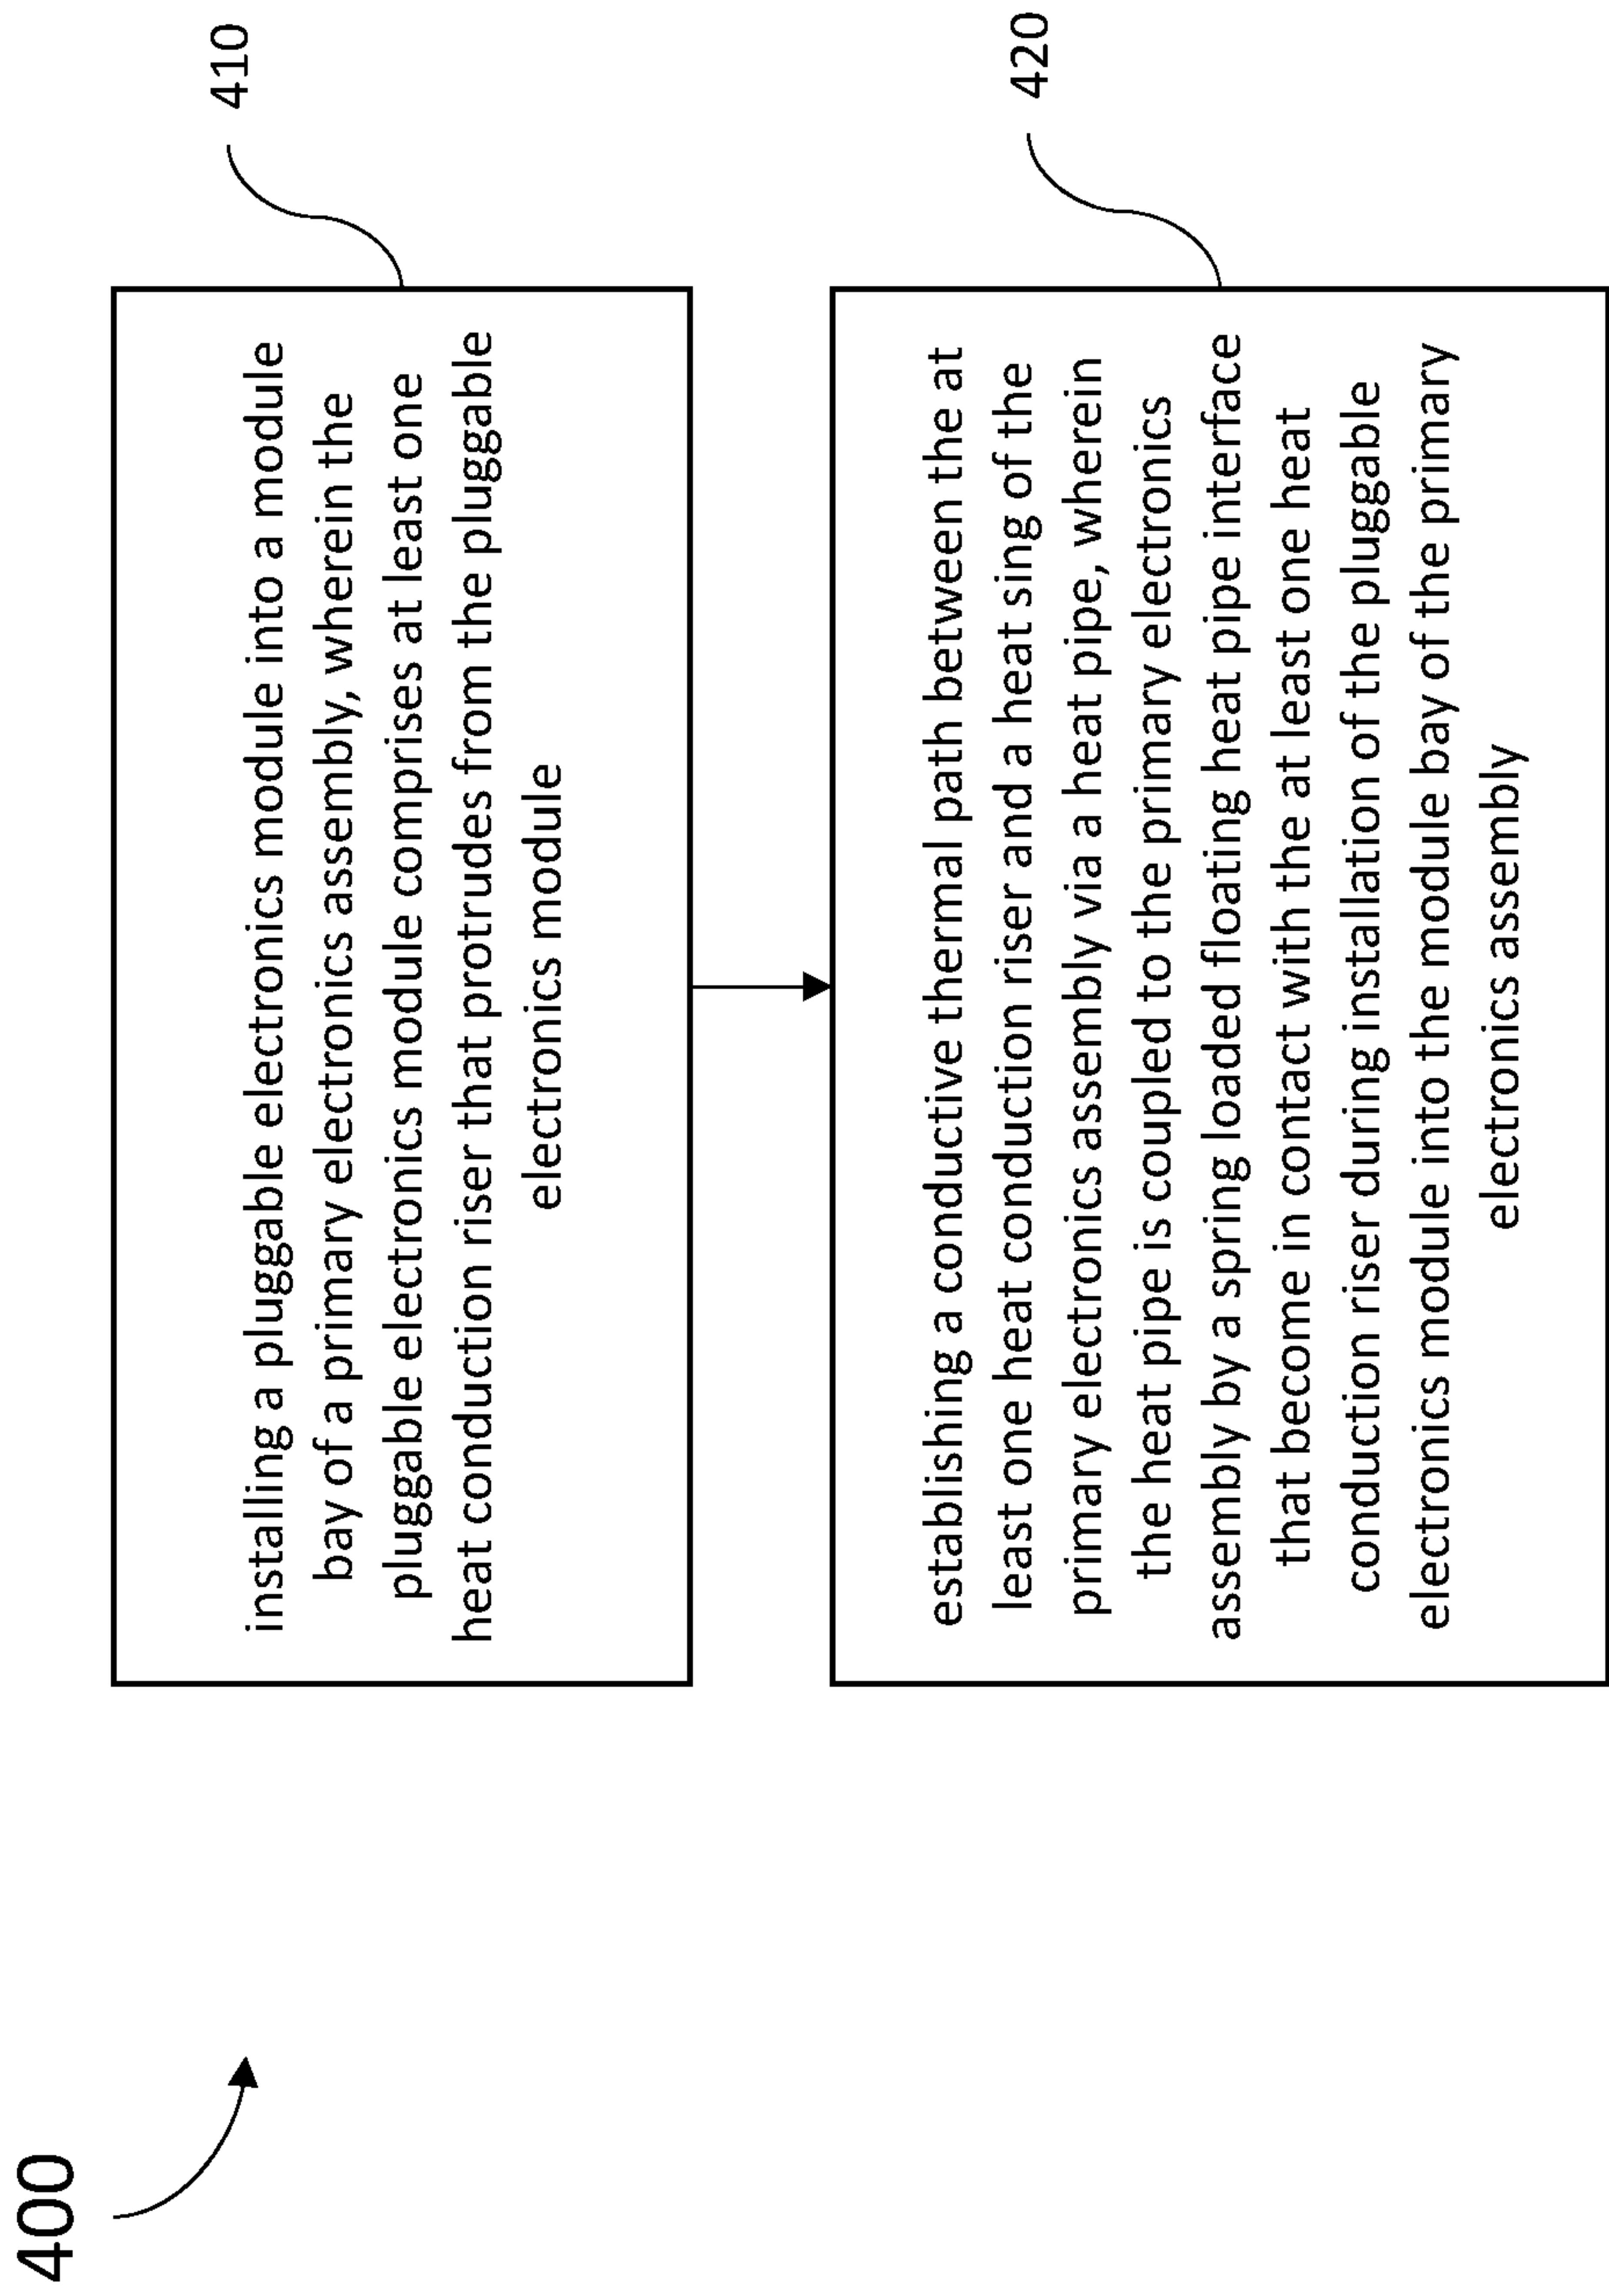 400
installing a pluggable electronics module into a module
bay of a primary electronics assembly, wherein the
pluggable electronics module comprises at least one
heat conduction riser that protrudes from the pluggable
electronics module
410
establishing a conductive thermal path between the at
least one heat conduction riser and a heat sing of the
primary electronics assembly via a heat pipe, wherein
the heat pipe is coupled to the primary electronics
assembly by a spring loaded floating heat pipe interface
that become in contact with the at least one heat
conduction riser during installation of the pluggable
electronics module into the module bay of the primary
electronics assembly
420